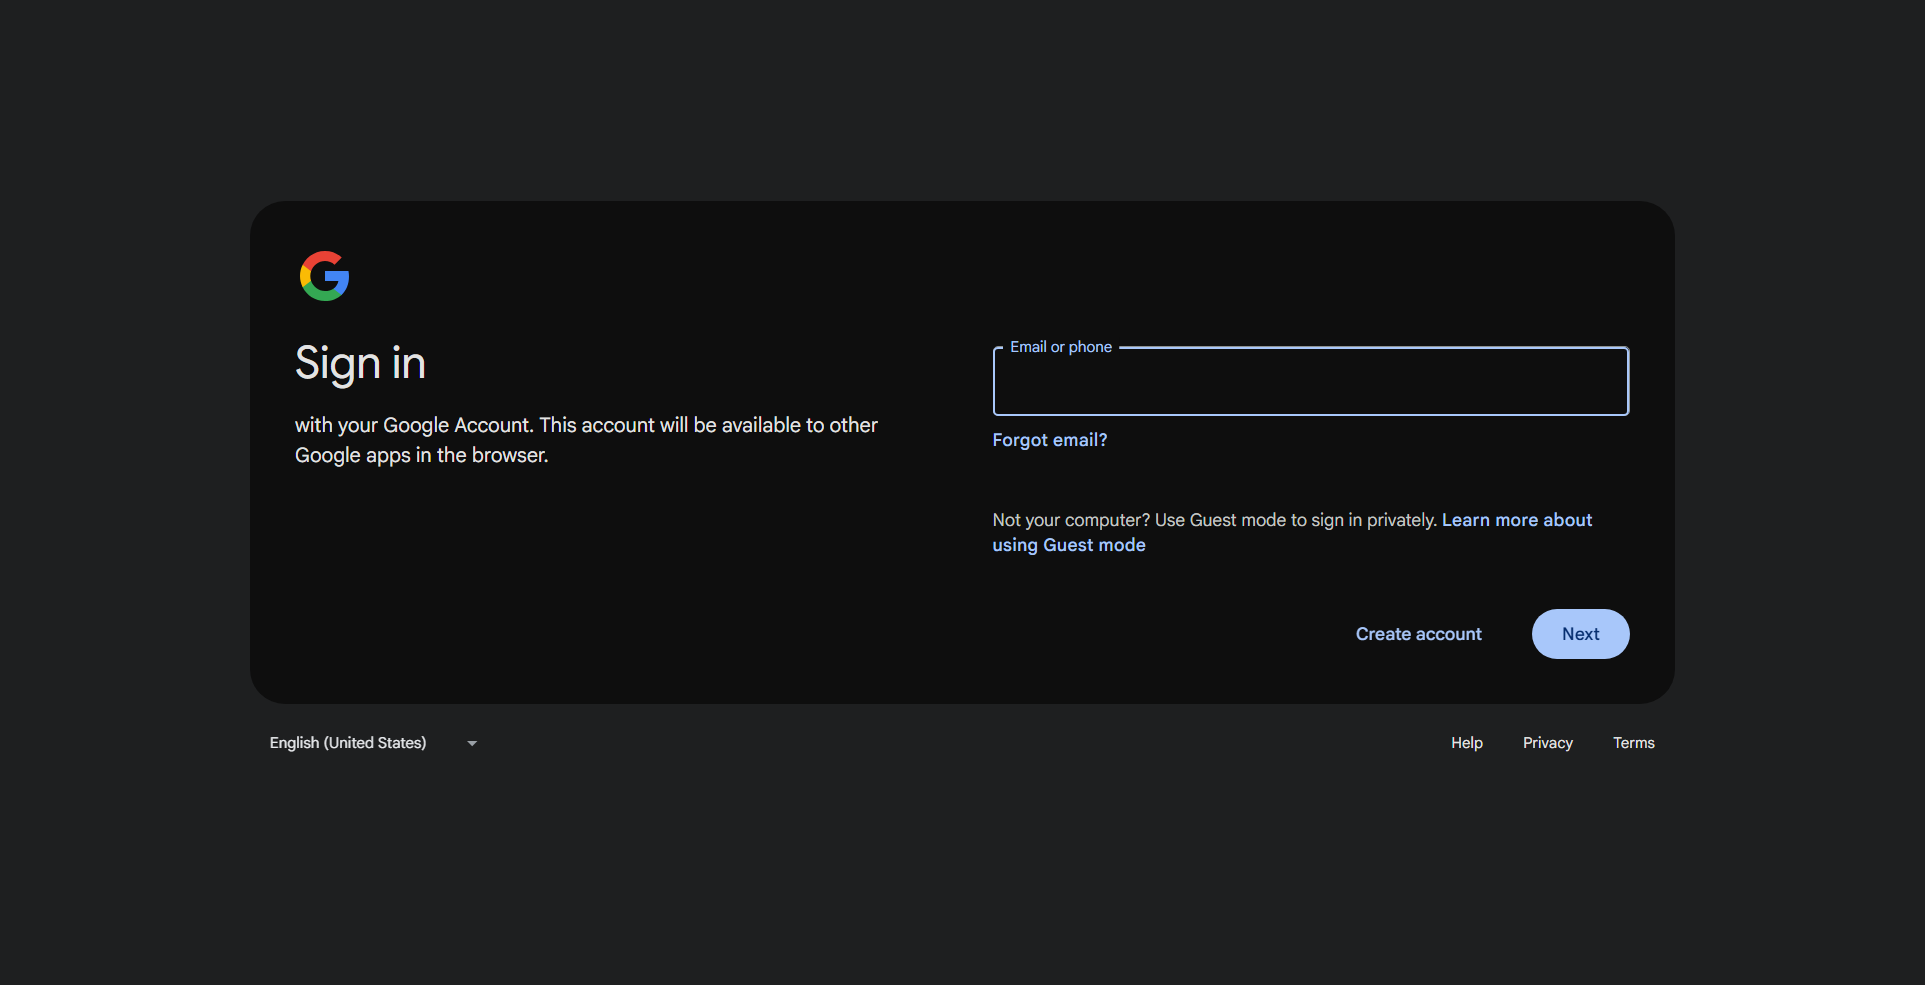 Sign in
with your Google Account. This account will be available to other
Google apps in the browser.
Email or phone
Forgot email?
Not your computer? Use Guest mode to sign in privately. Learn more about
using Guest mode
Create account
Next
English (United States)
Help
Privacy
Terms